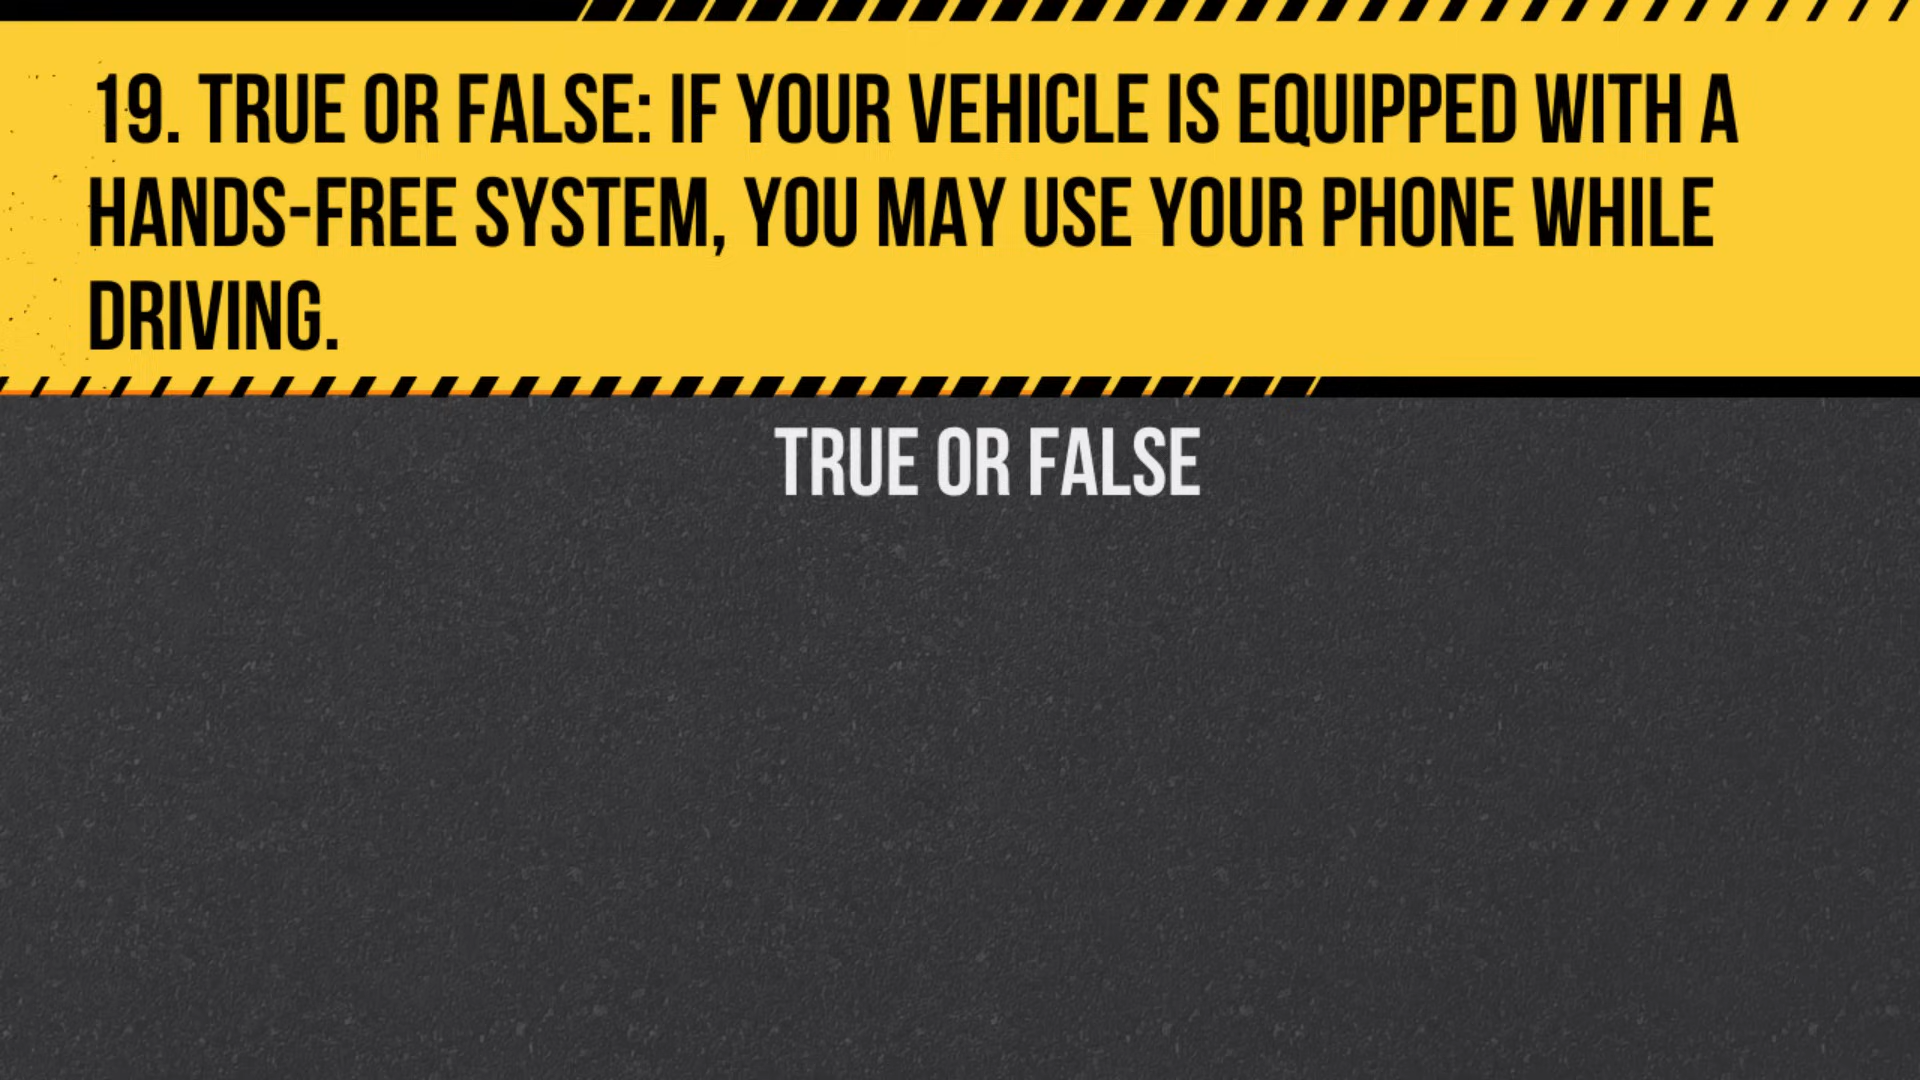 19. TRUE OR FALSE: IF YOUR VEHICLE IS EQUIPPED WITH A
HANDS-FREE SYSTEM, YOU MAY USE YOUR PHONE WHILE
DRIVING.
TRUE OR FALSE